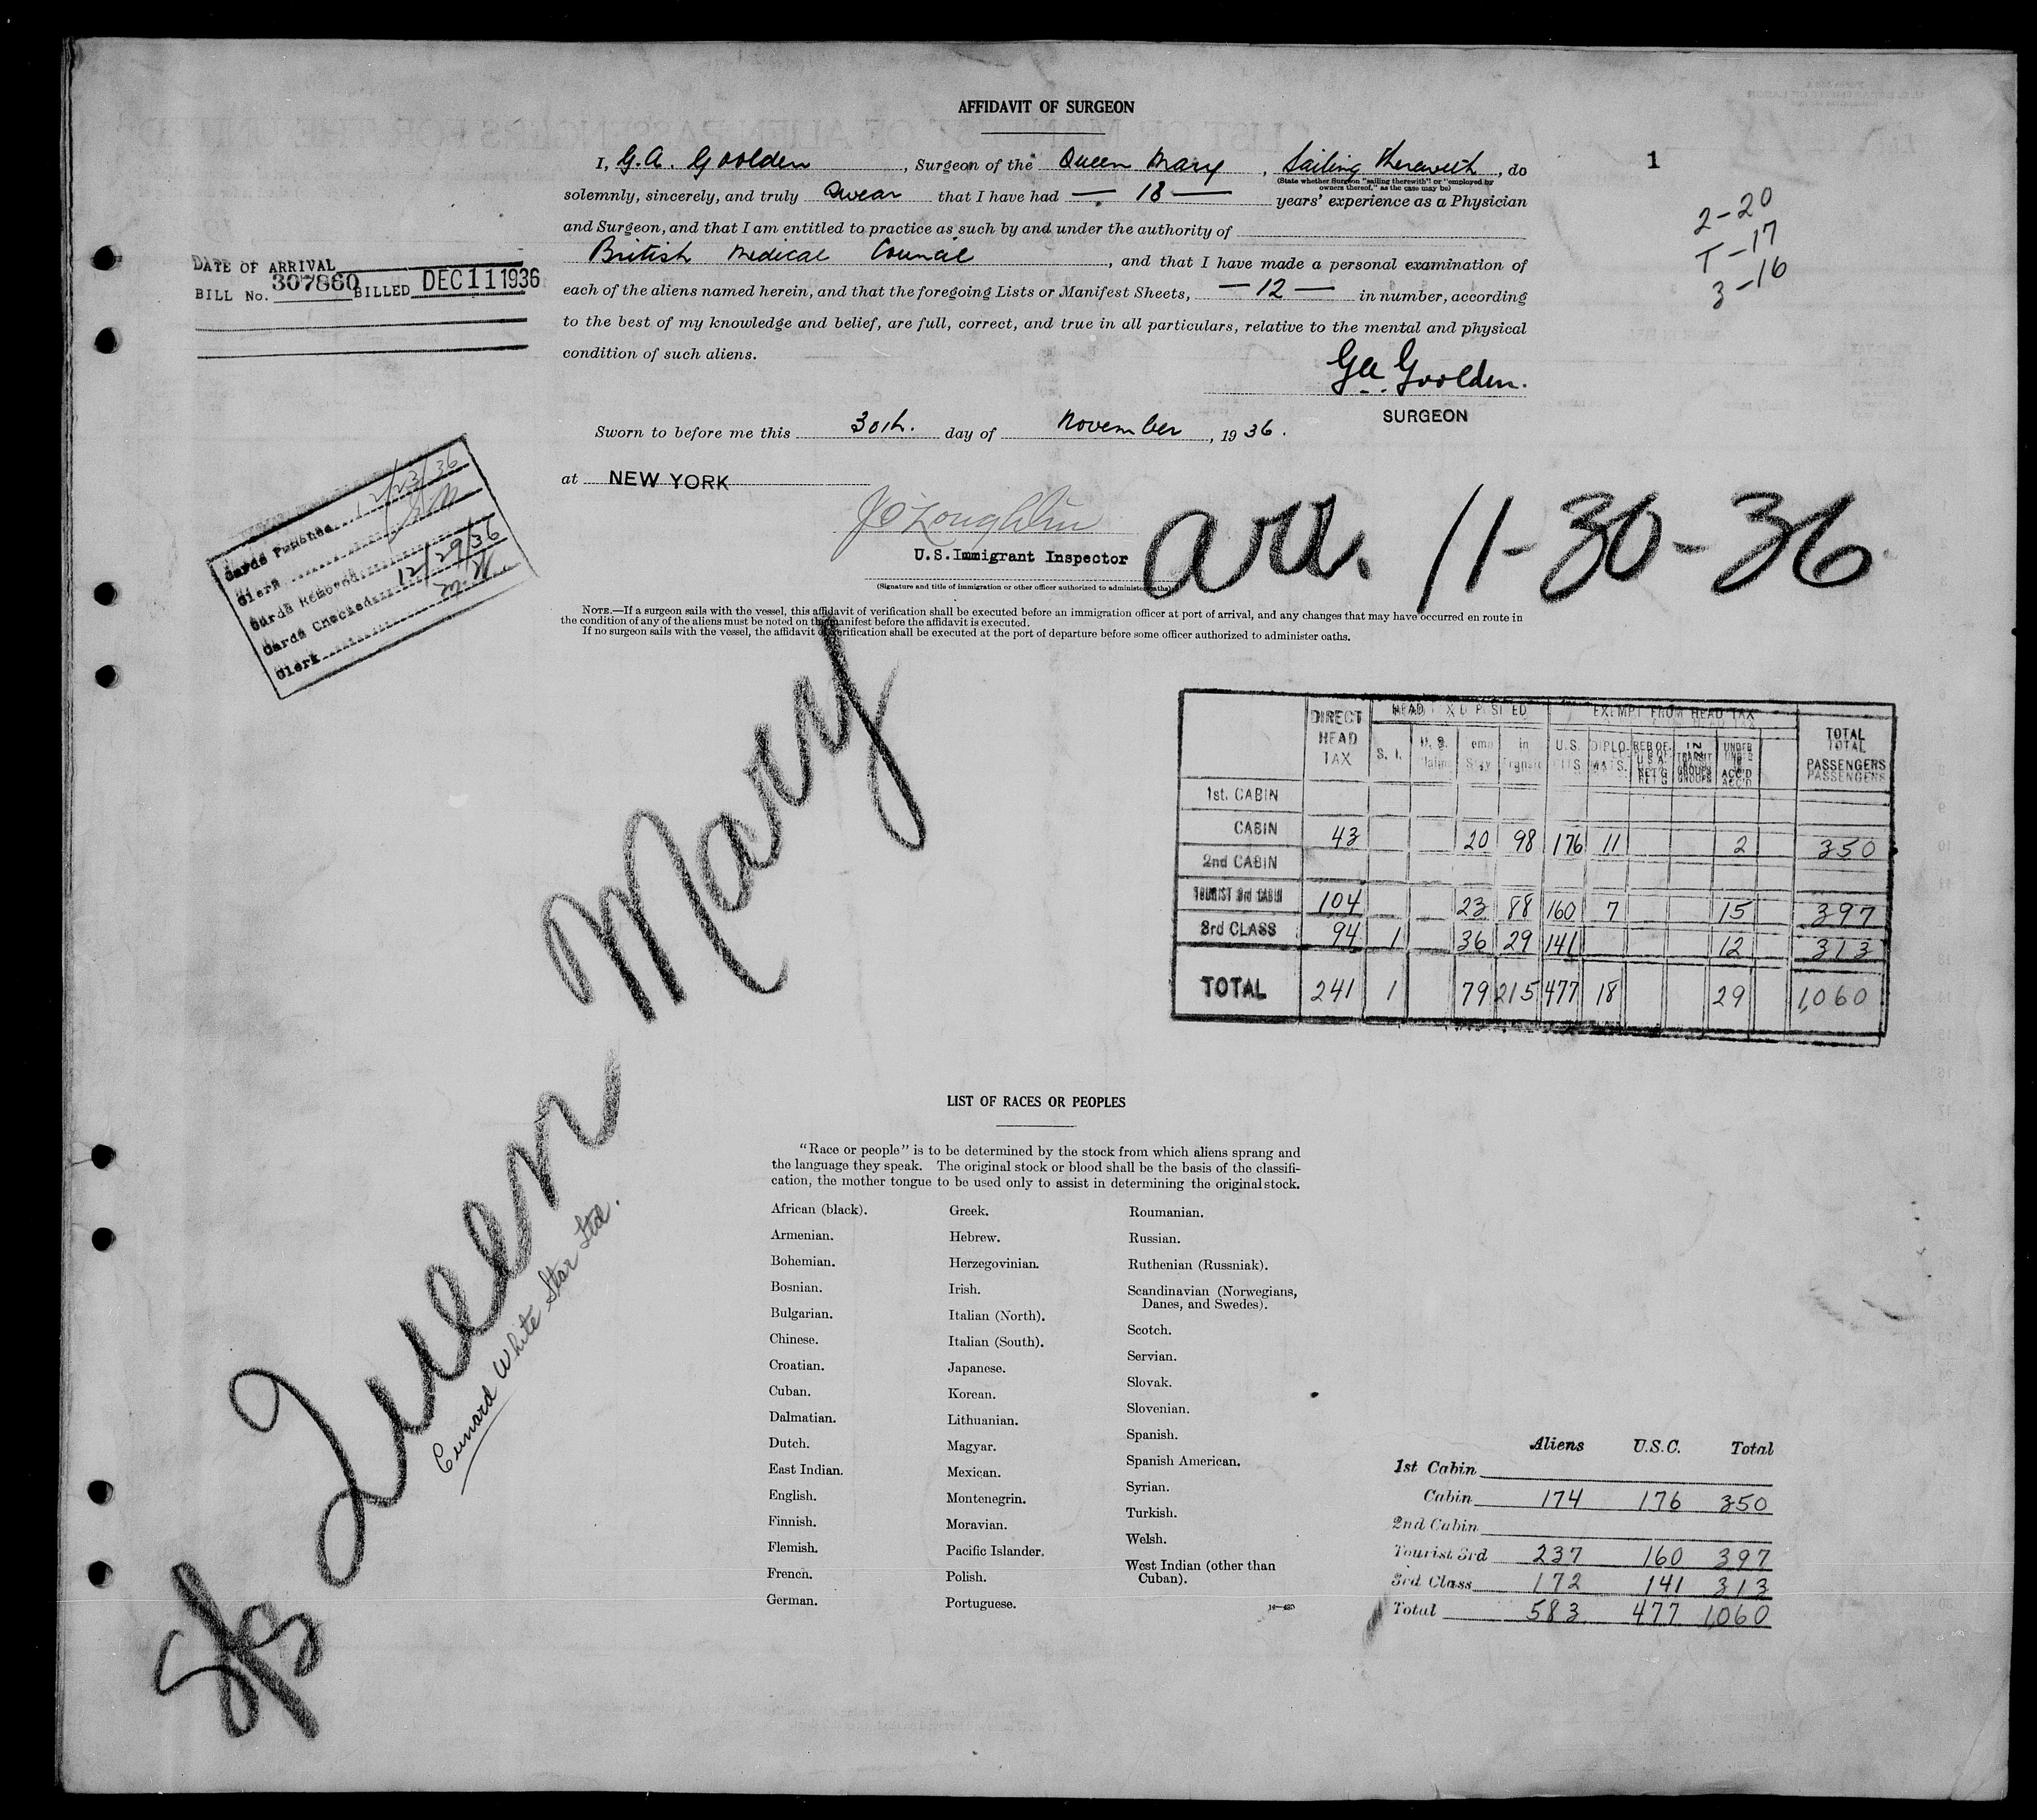 AFFIDAVIT OF SURGEON
I, G. A. Goolden, Surgeon of the Queen Mary, Sailing therewith, do
(State whether Surgeon "sailing therewith" or "employed by
owners thereof," as the case may be)
solemnly, sincerely, and truly swear that I have had — 18 — years' experience as a Physician
and Surgeon, and that I am entitled to practice as such by and under the authority of
British Medical Council, and that I have made a personal examination of
each of the aliens named herein, and that the foregoing Lists or Manifest Sheets, — 12 — in number, according
to the best of my knowledge and belief, are full, correct, and true in all particulars, relative to the mental and physical
condition of such aliens.
1
2-20
T-17
3-16
DATE OF ARRIVAL
BILL No. 307860 BILLED DEC 11 1936
GA Goolden.
SURGEON
Sworn to before me this 30th. day of November, 1936.
at NEW YORK
J O'Loughlin
U.S. Immigrant Inspector
(Signature and title of immigration or other officer authorized to administer oaths)
arr. 11-30-36
Cards Punched 12/23/36
Clerk
Cards Removed
Cards Checked 12/29/36
Clerk
NOTE.—If a surgeon sails with the vessel, this affidavit of verification shall be executed before an immigration officer at port of arrival, and any changes that may have occurred en route in
the condition of any of the aliens must be noted on the manifest before the affidavit is executed.
If no surgeon sails with the vessel, the affidavit of verification shall be executed at the port of departure before some officer authorized to administer oaths.
S/S Queen Mary
Cunard White Star Ltd.
DIRECT HEAD TAX HEAD TAX DEPOSITED EXEMPT FROM HEAD TAX TOTAL PASSENGERS
S. I. U. S. Claim Temp Stay in Transit U.S. CITS. DIPLOMATS. RES OF U S A RET'G IN TRANSIT GROUPS UNDER 16 ACC'D
1st. CABIN
CABIN 43 20 98 176 11 2 350
2nd CABIN
TOURIST 3rd CABIN 104 23 88 160 7 15 397
3rd CLASS 94 1 36 29 141 12 313
TOTAL 241 1 79 215 477 18 29 1,060
LIST OF RACES OR PEOPLES
"Race or people" is to be determined by the stock from which aliens sprang and
the language they speak. The original stock or blood shall be the basis of the classifi-
cation, the mother tongue to be used only to assist in determining the original stock.
African (black).
Armenian.
Bohemian.
Bosnian.
Bulgarian.
Chinese.
Croatian.
Cuban.
Dalmatian.
Dutch.
East Indian.
English.
Finnish.
Flemish.
French.
German.
Greek.
Hebrew.
Herzegovinian.
Irish.
Italian (North).
Italian (South).
Japanese.
Korean.
Lithuanian.
Magyar.
Mexican.
Montenegrin.
Moravian.
Pacific Islander.
Polish.
Portuguese.
Roumanian.
Russian.
Ruthenian (Russniak).
Scandinavian (Norwegians,
Danes, and Swedes).
Scotch.
Servian.
Slovak.
Slovenian.
Spanish.
Spanish American.
Syrian.
Turkish.
Welsh.
West Indian (other than
Cuban).
Aliens U.S.C. Total
1st Cabin
Cabin 174 176 350
2nd Cabin
Tourist 3rd 237 160 397
3rd Class 172 141 313
Total 583 477 1,060